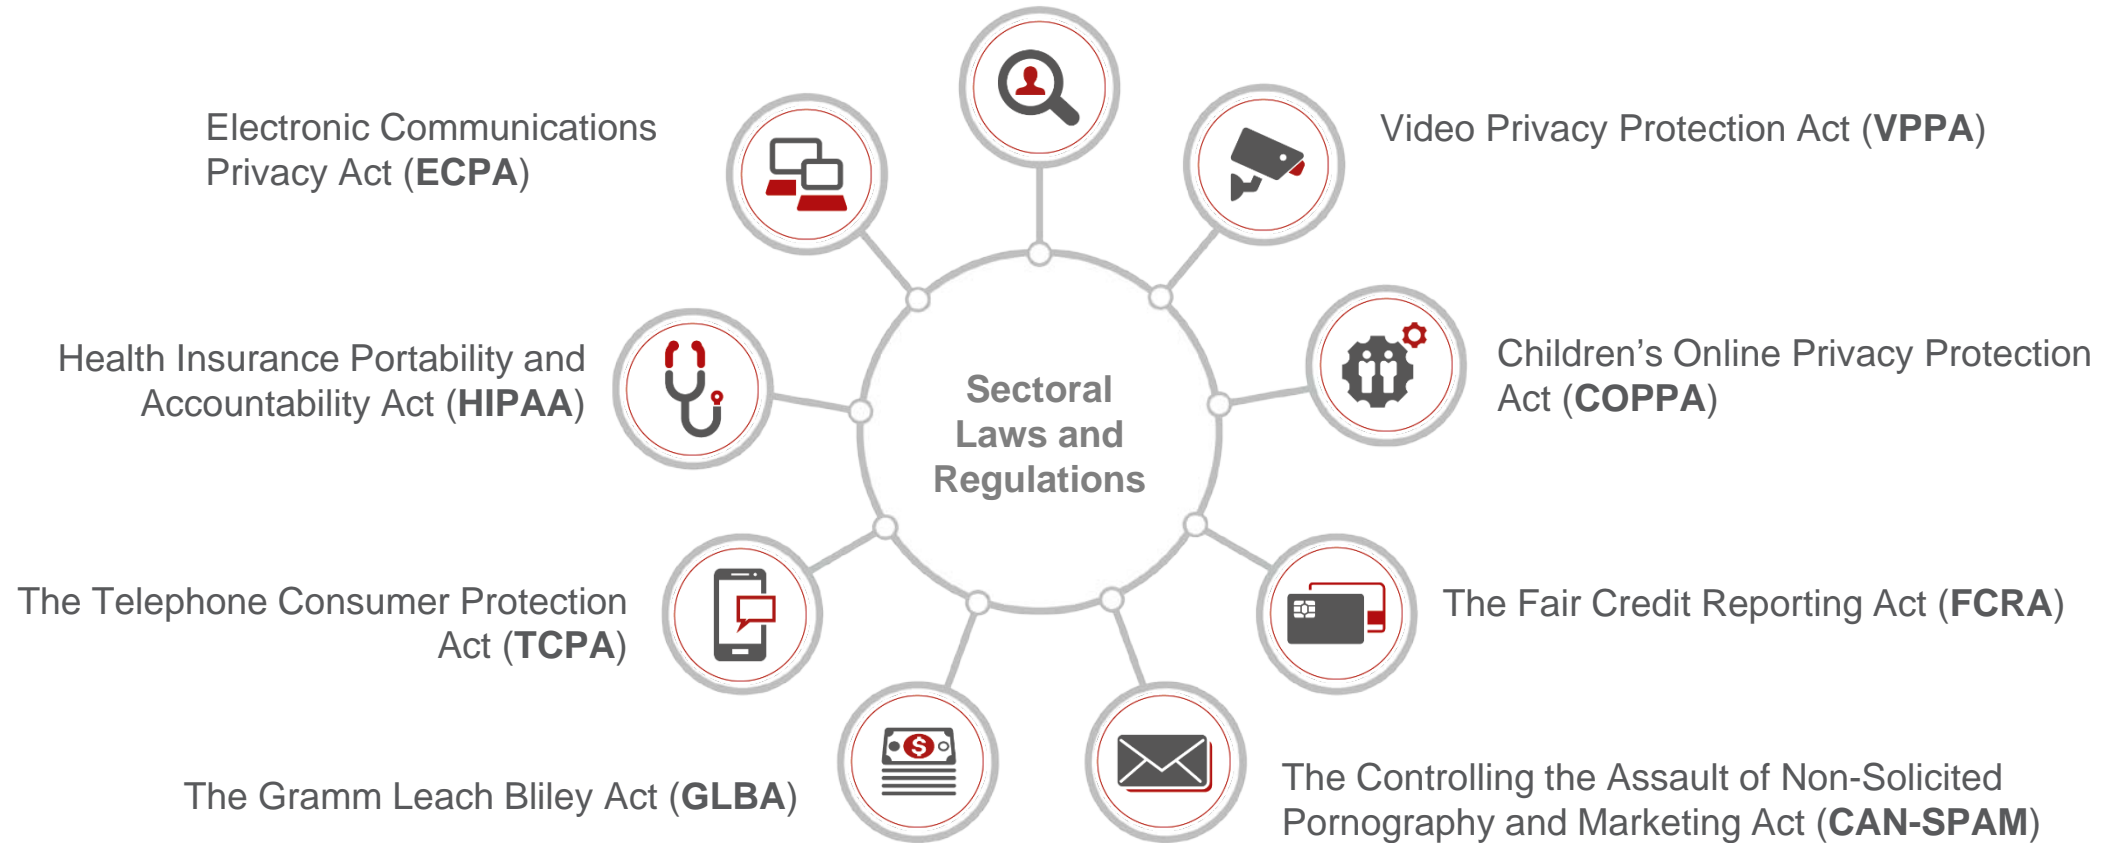 Electronic Communications
Privacy Act (ECPA)
Video Privacy Protection Act (VPPA)
Health Insurance Portability and
Accountability Act (HIPAA)
Sectoral
Laws and
Regulations
Children’s Online Privacy Protection
Act (COPPA)
The Telephone Consumer Protection
Act (TCPA)
The Fair Credit Reporting Act (FCRA)
The Gramm Leach Bliley Act (GLBA)
$
The Controlling the Assault of Non-Solicited
Pornography and Marketing Act (CAN-SPAM)